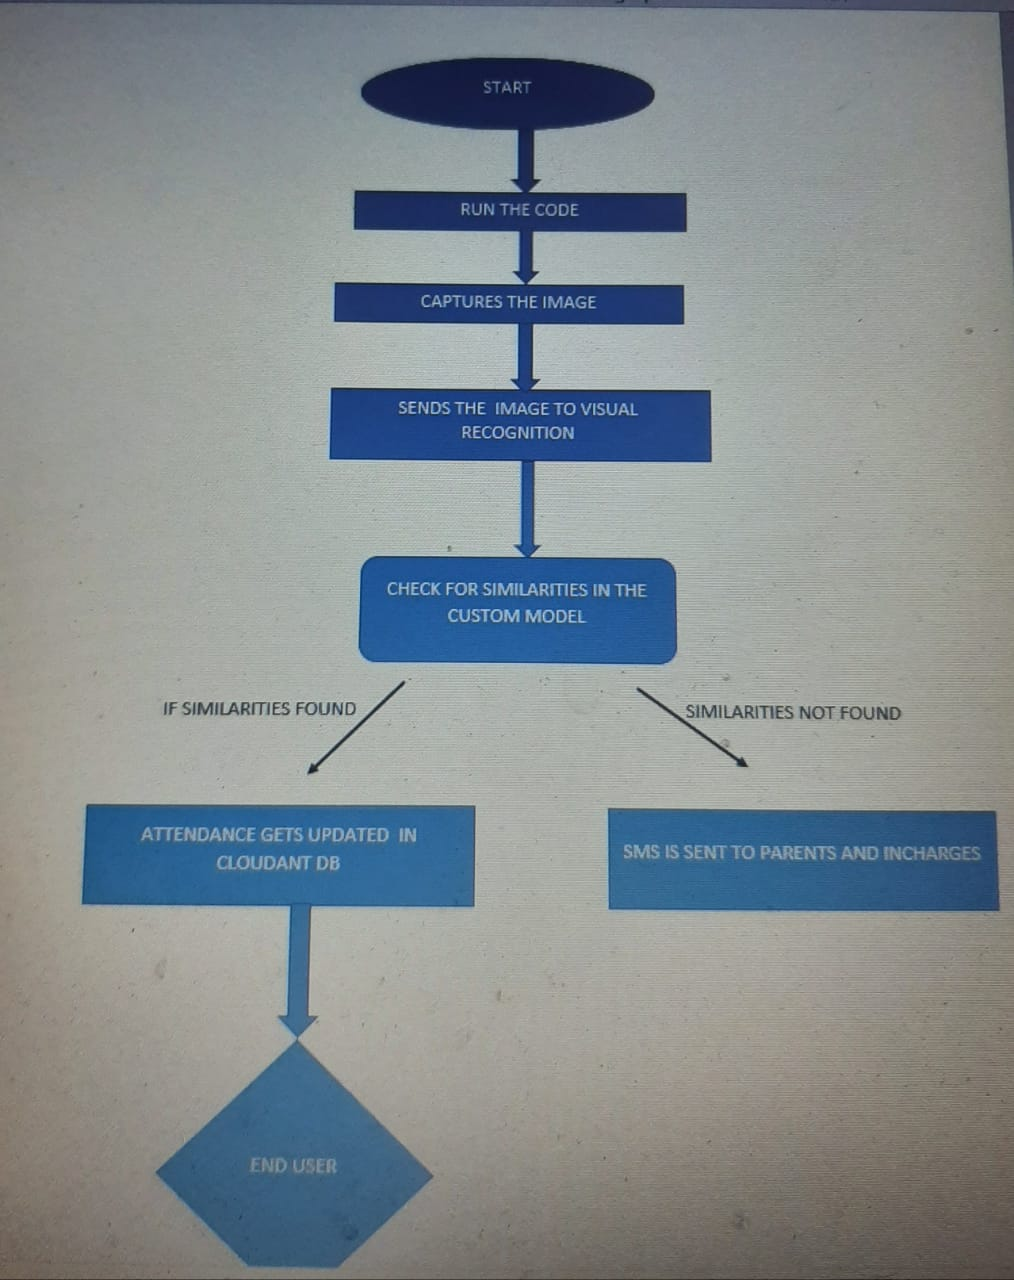 START
RUN THE CODE
CAPTURES THE IMAGE
SENDS THE IMAGE TO VISUAL
RECOGNITION
CHECK FOR SIMILARITIES IN THE
CUSTOM MODEL
IF SIMILARITIES FOUND
SIMILARITIES NOT FOUND
ATTENDANCE GETS UPDATED IN
CLOUDANT DB
SMS IS SENT TO PARENTS AND INCHARGES
END USER